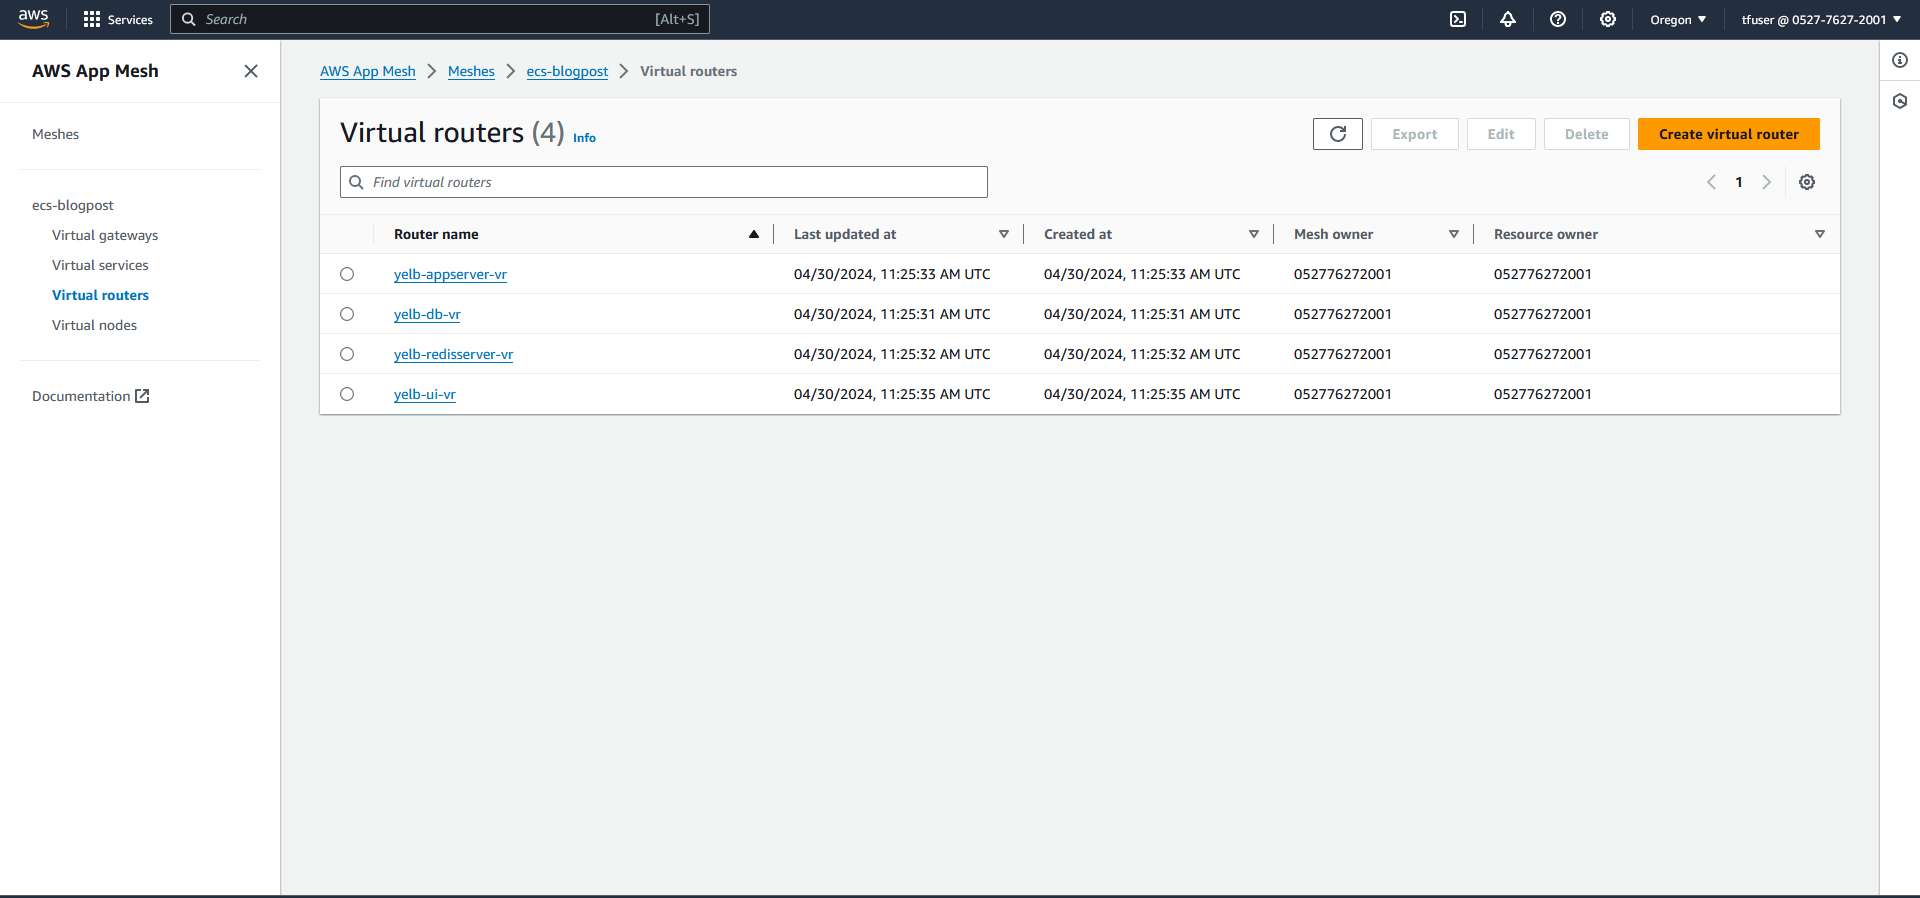 aws Services Search [Alt+S] Oregon tfuser @ 0527-7627-2001
AWS App Mesh
Meshes
ecs-blogpost
Virtual gateways
Virtual services
Virtual routers
Virtual nodes
Documentation
AWS App Mesh Meshes ecs-blogpost Virtual routers
Virtual routers (4) Info
Export Edit Delete Create virtual router
Find virtual routers
1
Router name Last updated at Created at Mesh owner Resource owner
yelb-appserver-vr 04/30/2024, 11:25:33 AM UTC 04/30/2024, 11:25:33 AM UTC 052776272001 052776272001
yelb-db-vr 04/30/2024, 11:25:31 AM UTC 04/30/2024, 11:25:31 AM UTC 052776272001 052776272001
yelb-redisserver-vr 04/30/2024, 11:25:32 AM UTC 04/30/2024, 11:25:32 AM UTC 052776272001 052776272001
yelb-ui-vr 04/30/2024, 11:25:35 AM UTC 04/30/2024, 11:25:35 AM UTC 052776272001 052776272001